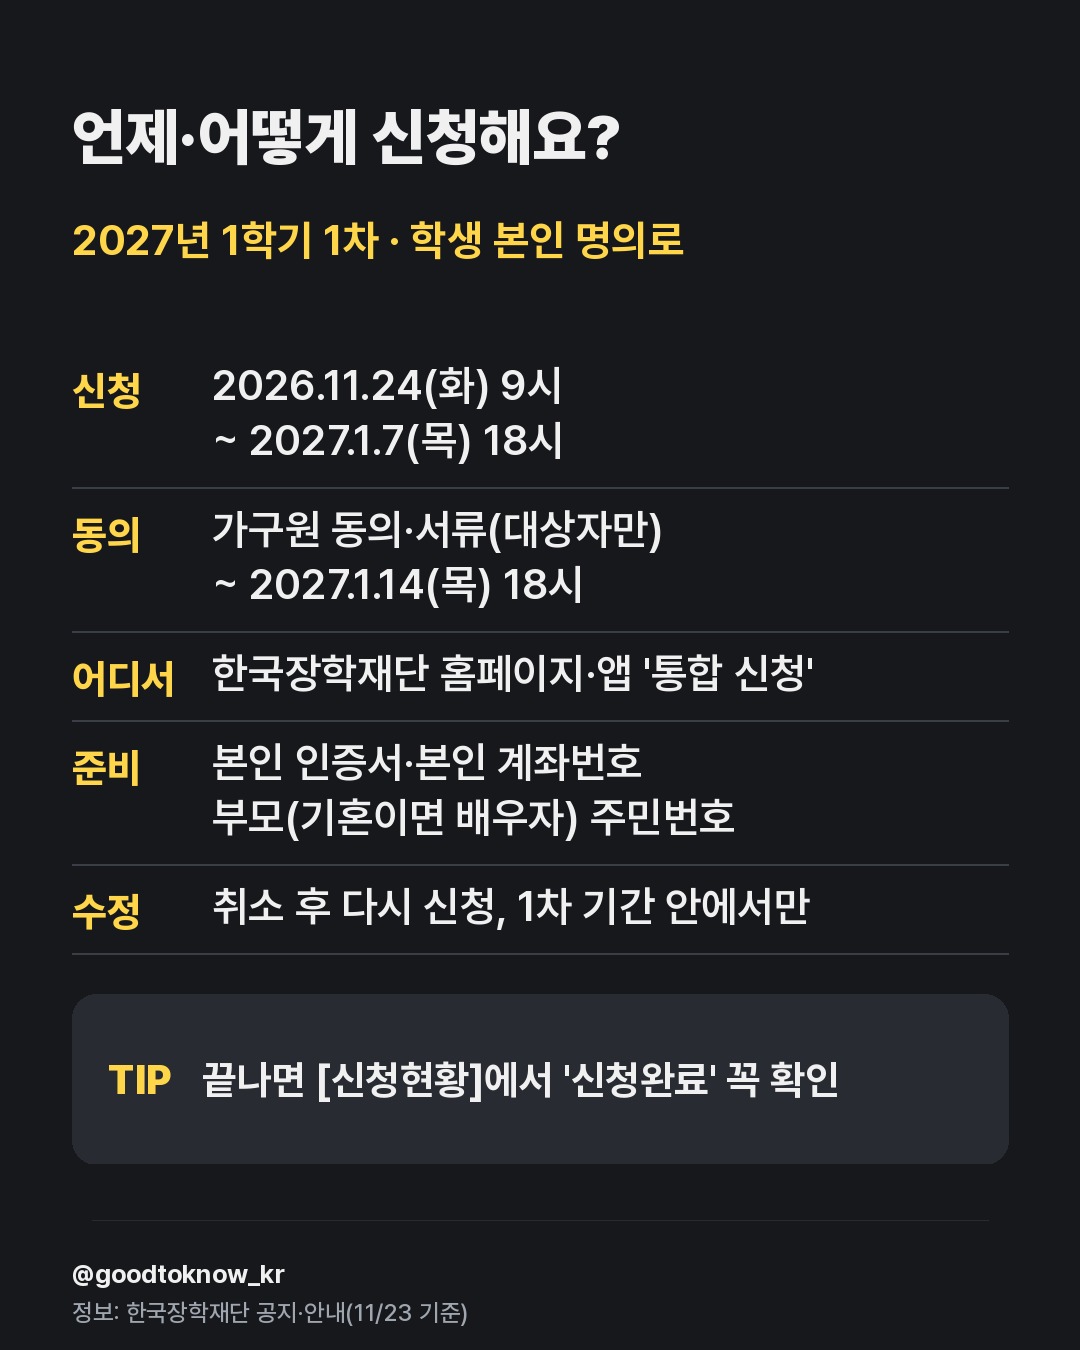 언제·어떻게 신청해요?
2027년 1학기 1차 · 학생 본인 명의로
신청 2026.11.24(화) 9시
~ 2027.1.7(목) 18시
동의 가구원 동의·서류(대상자만)
~ 2027.1.14(목) 18시
어디서 한국장학재단 홈페이지·앱 '통합 신청'
준비 본인 인증서·본인 계좌번호
부모(기혼이면 배우자) 주민번호
수정 취소 후 다시 신청, 1차 기간 안에서만
TIP 끝나면 [신청현황]에서 '신청완료' 꼭 확인
@goodtoknow_kr
정보: 한국장학재단 공지·안내(11/23 기준)